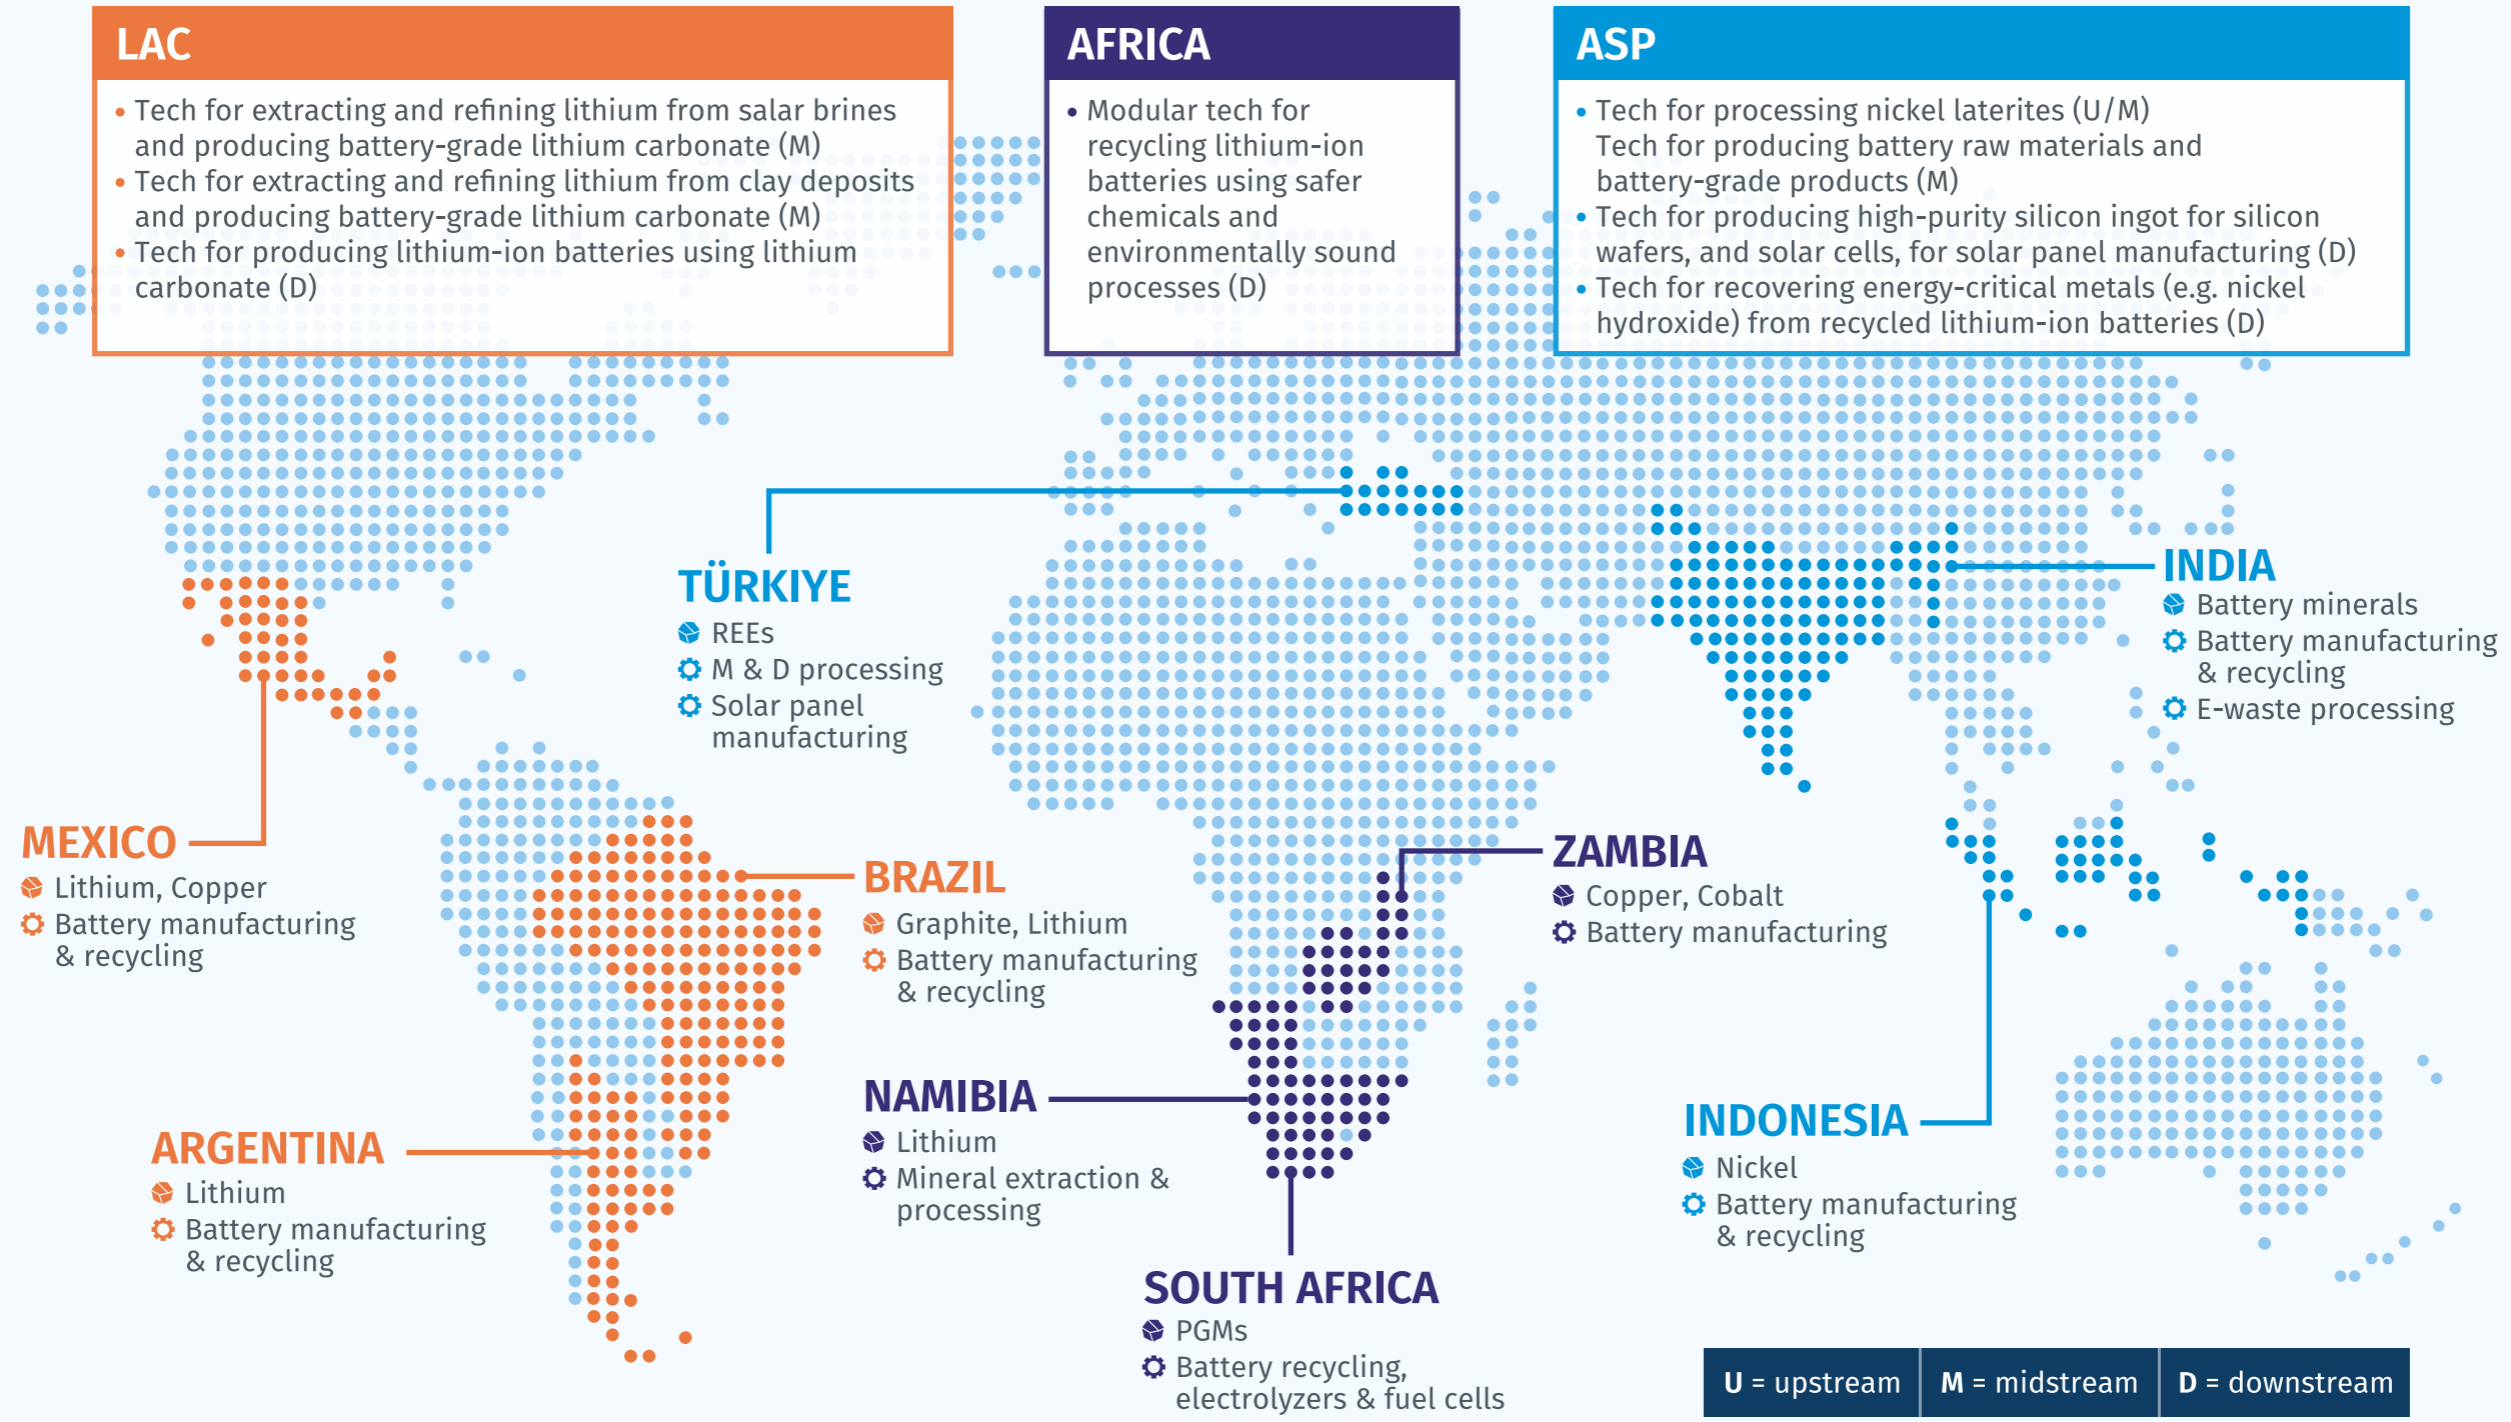 LAC
• Tech for extracting and refining lithium from salar brines
and producing battery-grade lithium carbonate (M)
• Tech for extracting and refining lithium from clay deposits
and producing battery-grade lithium carbonate (M)
• Tech for producing lithium-ion batteries using lithium
carbonate (D)
AFRICA
• Modular tech for
recycling lithium-ion
batteries using safer
chemicals and
environmentally sound
processes (D)
ASP
• Tech for processing nickel laterites (U/M)
Tech for producing battery raw materials and
battery-grade products (M)
• Tech for producing high-purity silicon ingot for silicon
wafers, and solar cells, for solar panel manufacturing (D)
• Tech for recovering energy-critical metals (e.g. nickel
hydroxide) from recycled lithium-ion batteries (D)
TÜRKIYE
REEs
M & D processing
Solar panel
manufacturing
INDIA
Battery minerals
Battery manufacturing
& recycling
E-waste processing
MEXICO
Lithium, Copper
Battery manufacturing
& recycling
BRAZIL
Graphite, Lithium
Battery manufacturing
& recycling
ZAMBIA
Copper, Cobalt
Battery manufacturing
NAMIBIA
Lithium
Mineral extraction &
processing
ARGENTINA
Lithium
Battery manufacturing
& recycling
INDONESIA
Nickel
Battery manufacturing
& recycling
SOUTH AFRICA
PGMs
Battery recycling,
electrolyzers & fuel cells
U = upstream
M = midstream
D = downstream